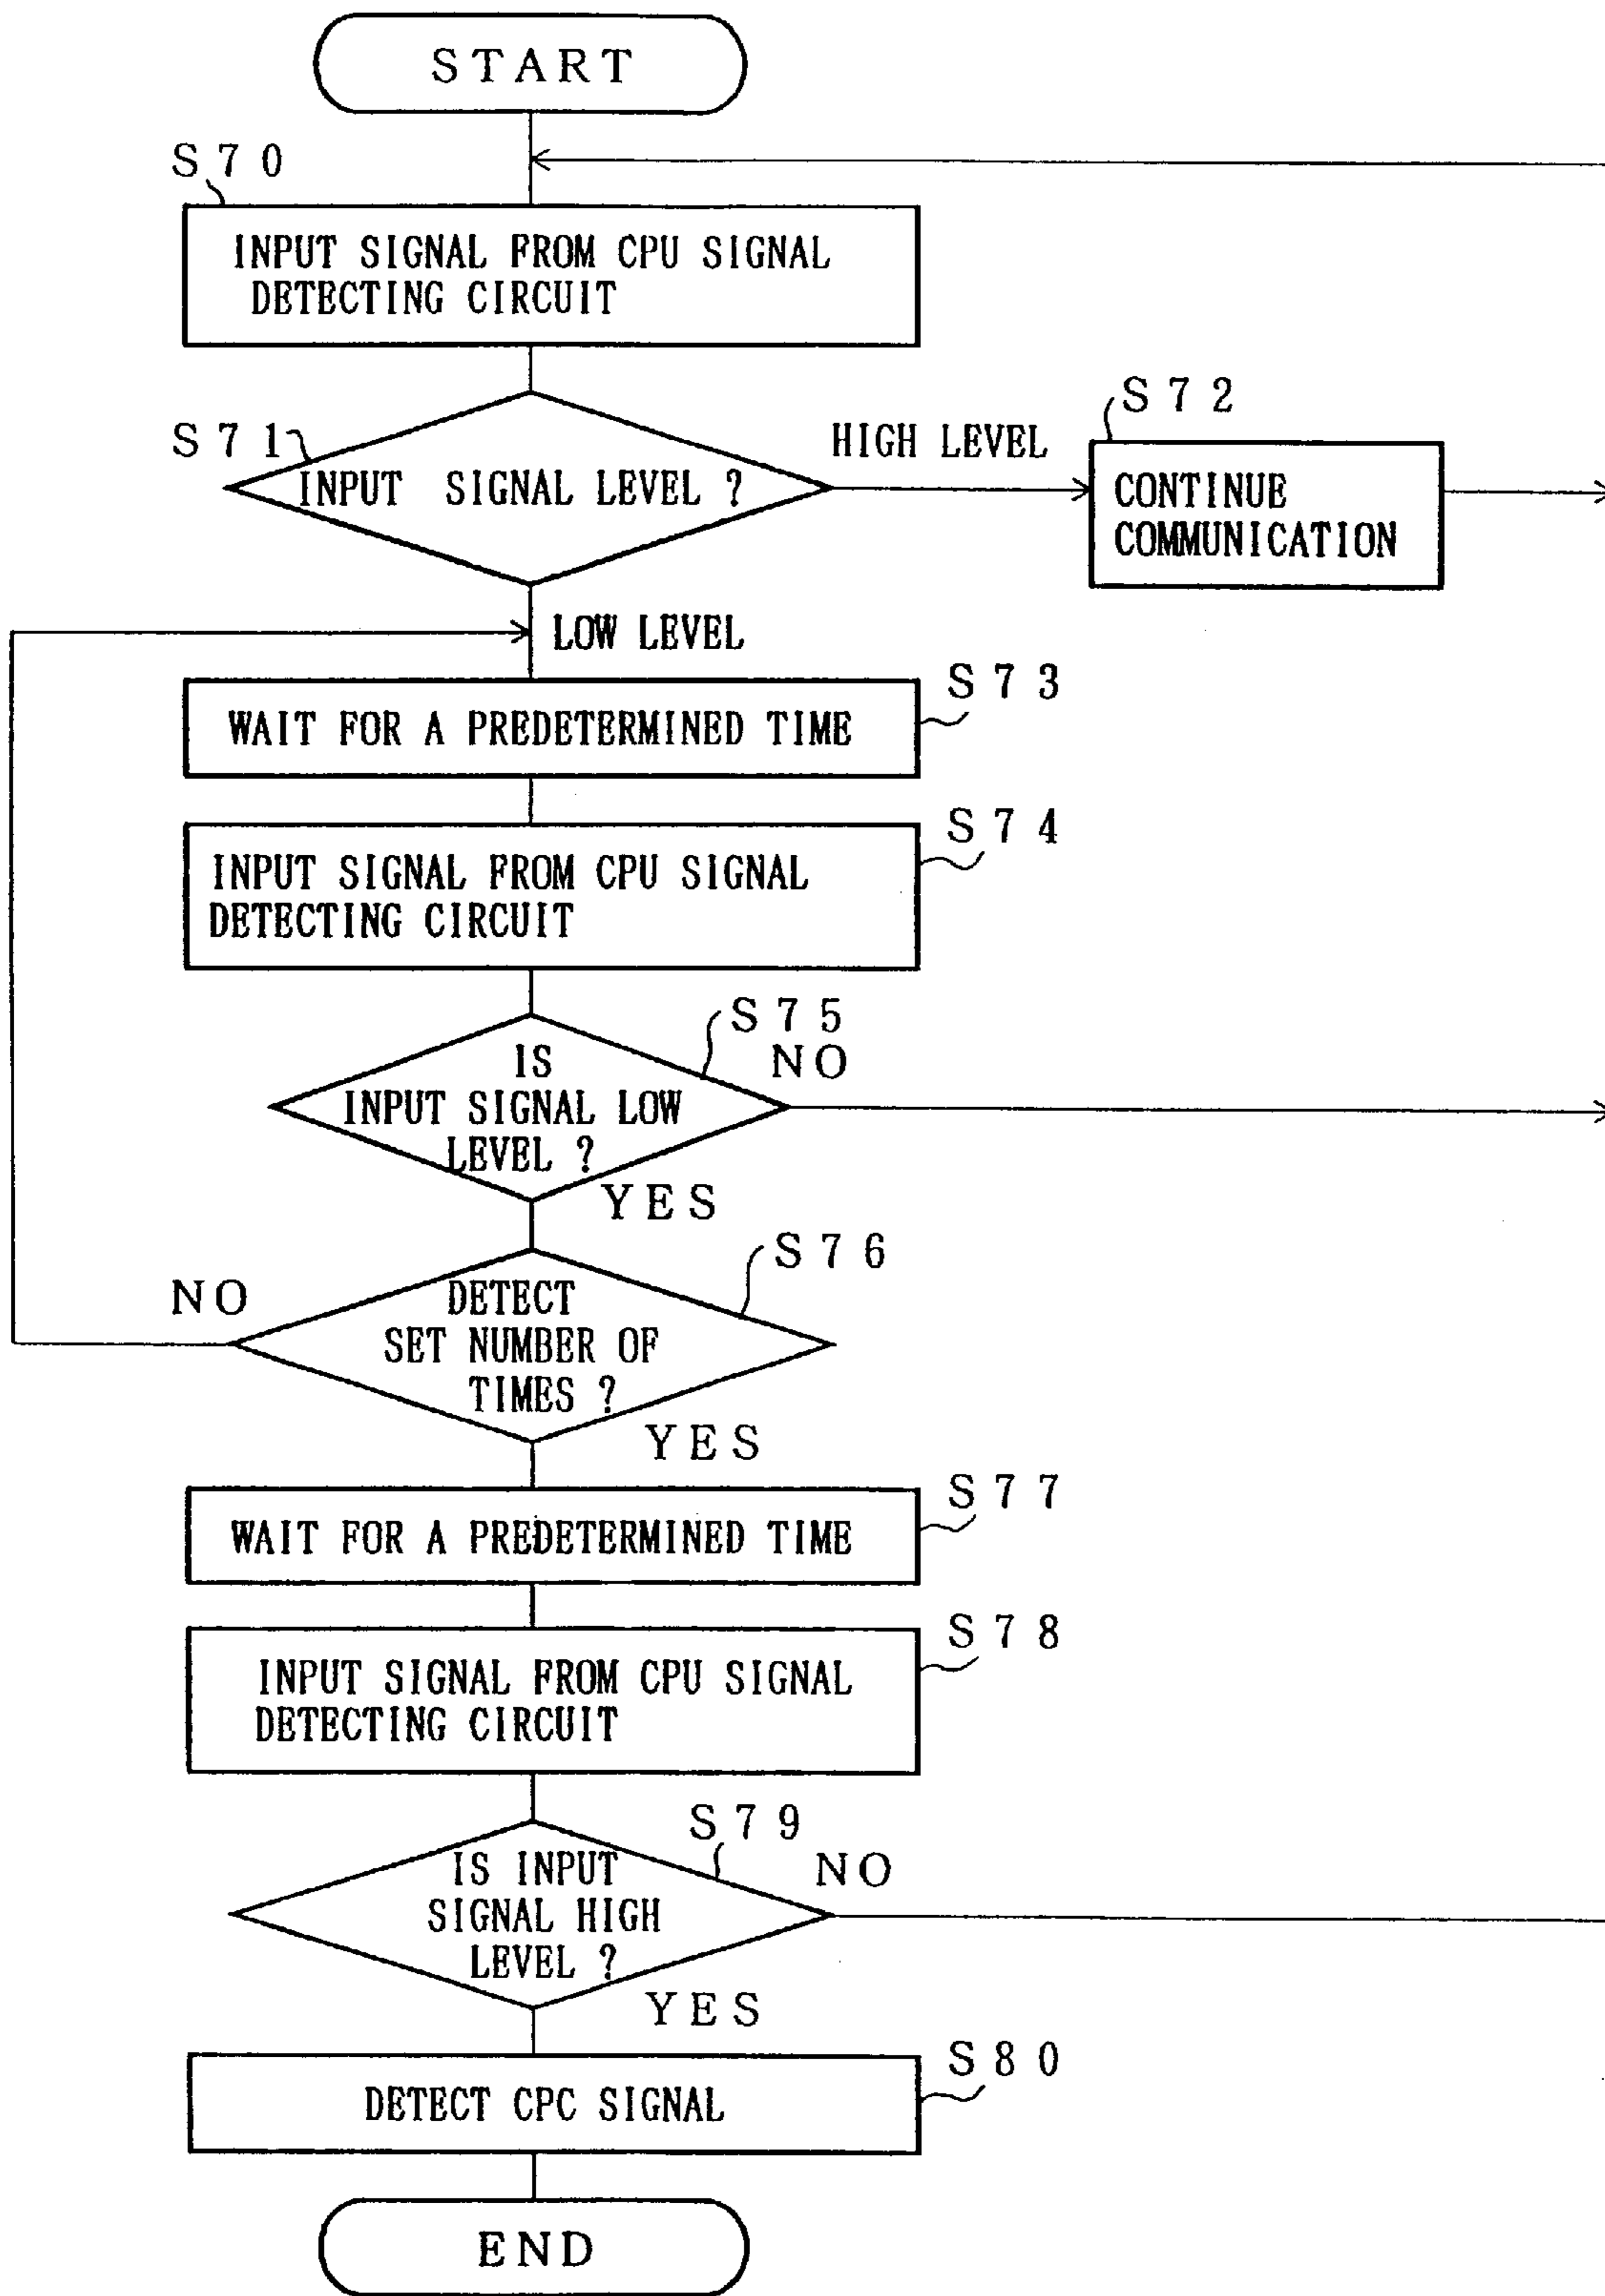 START
S70
INPUT SIGNAL FROM CPU SIGNAL
DETECTING CIRCUIT
S71
INPUT SIGNAL LEVEL ?
HIGH LEVEL
S72
CONTINUE
COMMUNICATION
LOW LEVEL
S73
WAIT FOR A PREDETERMINED TIME
S74
INPUT SIGNAL FROM CPU SIGNAL
DETECTING CIRCUIT
S75
IS
INPUT SIGNAL LOW
LEVEL ?
NO
YES
S76
DETECT
SET NUMBER OF
TIMES ?
NO
YES
S77
WAIT FOR A PREDETERMINED TIME
S78
INPUT SIGNAL FROM CPU SIGNAL
DETECTING CIRCUIT
S79
IS INPUT
SIGNAL HIGH
LEVEL ?
NO
YES
S80
DETECT CPC SIGNAL
END